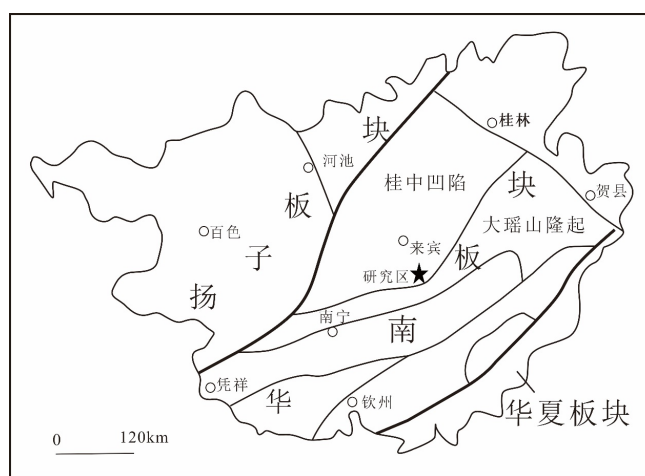 扬子板块
华南板块
华夏板块
桂中凹陷
大瑶山隆起
桂林
河池
贺县
百色
来宾
研究区
南宁
凭祥
钦州
0 120km